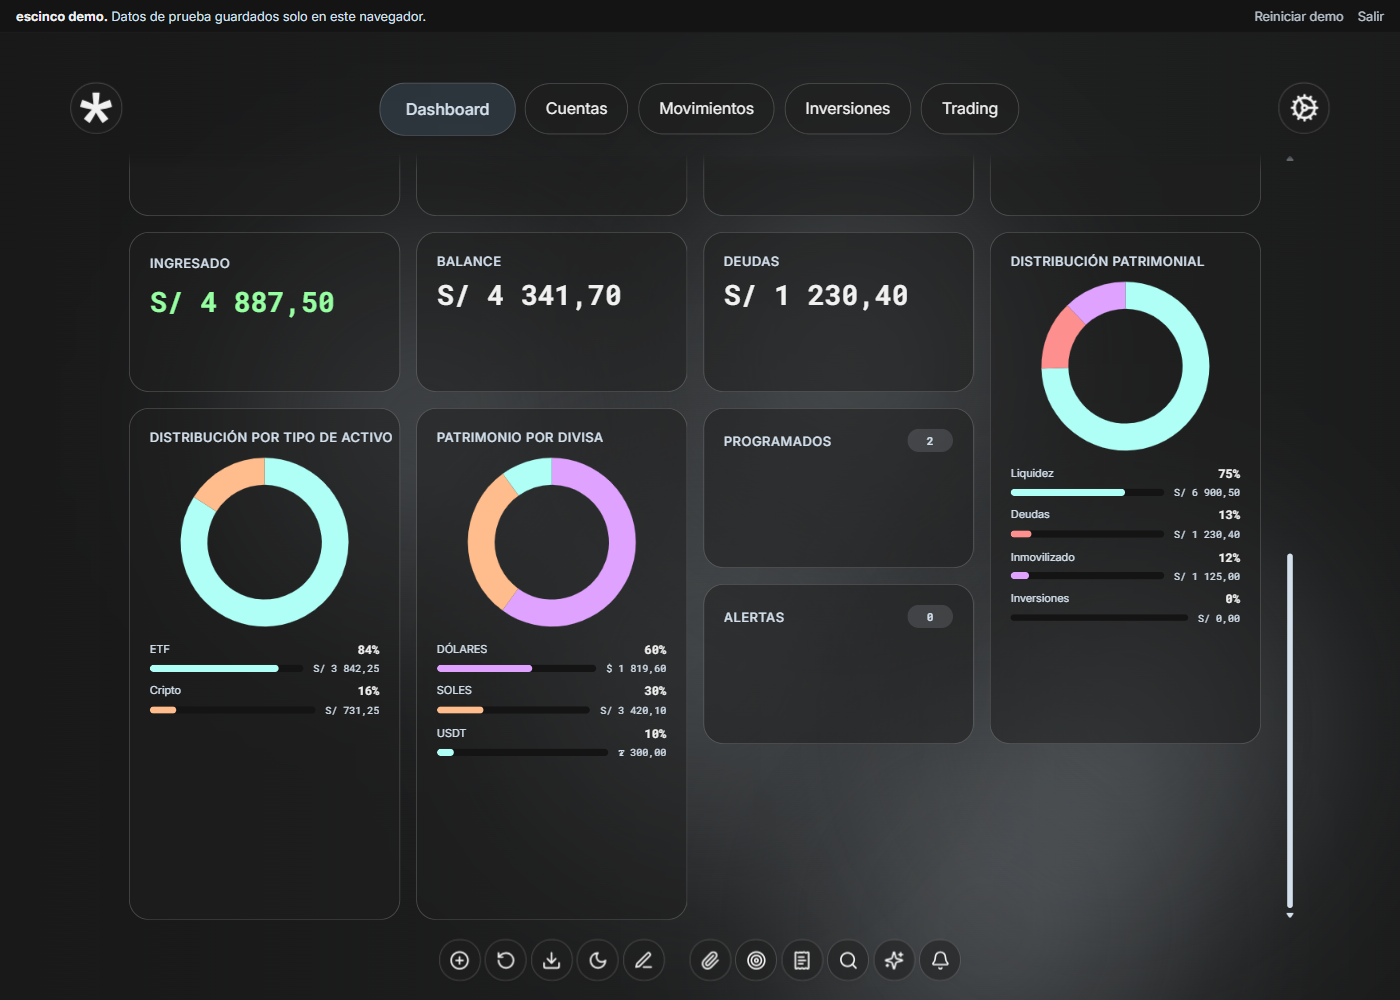 escinco demo. Datos de prueba guardados solo en este navegador.
Reiniciar demo
Salir
Dashboard
Cuentas
Movimientos
Inversiones
Trading
INGRESADO
S/ 4 887,50
BALANCE
S/ 4 341,70
DEUDAS
S/ 1 230,40
DISTRIBUCIÓN PATRIMONIAL
Liquidez 75%
S/ 6 900,50
Deudas 13%
S/ 1 230,40
Inmovilizado 12%
S/ 1 125,00
Inversiones 0%
S/ 0,00
DISTRIBUCIÓN POR TIPO DE ACTIVO
ETF 84%
S/ 3 842,25
Cripto 16%
S/ 731,25
PATRIMONIO POR DIVISA
DÓLARES 60%
$ 1 819,60
SOLES 30%
S/ 3 420,10
USDT 10%
₮ 300,00
PROGRAMADOS 2
ALERTAS 0